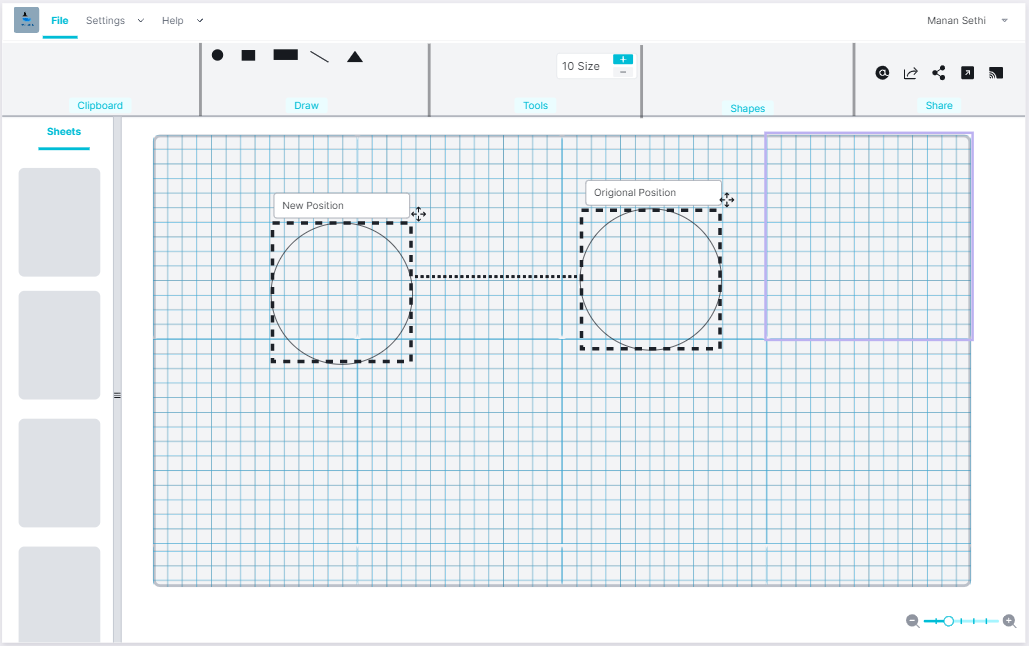 File
Settings
Help
Manan Sethi
10 Size
+
−
Clipboard
Draw
Tools
Shapes
Share
Sheets
New Position
Origional Position